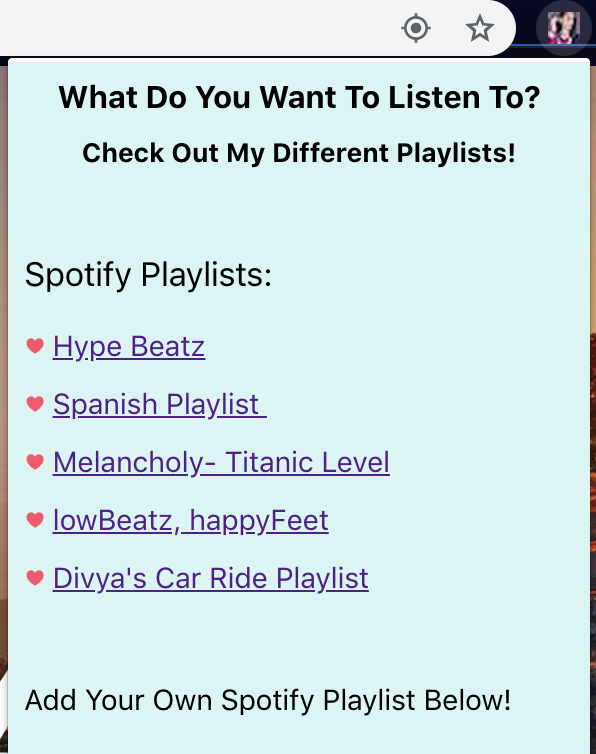 What Do You Want To Listen To?
Check Out My Different Playlists!
Spotify Playlists:
Hype Beatz
Spanish Playlist
Melancholy- Titanic Level
lowBeatz, happyFeet
Divya's Car Ride Playlist
Add Your Own Spotify Playlist Below!